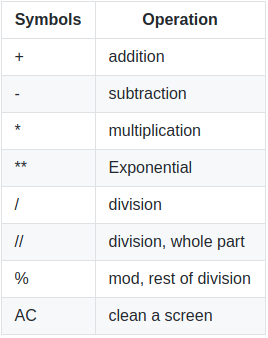 Symbols Operation
+ addition
- subtraction
* multiplication
** Exponential
/ division
// division, whole part
% mod, rest of division
AC clean a screen